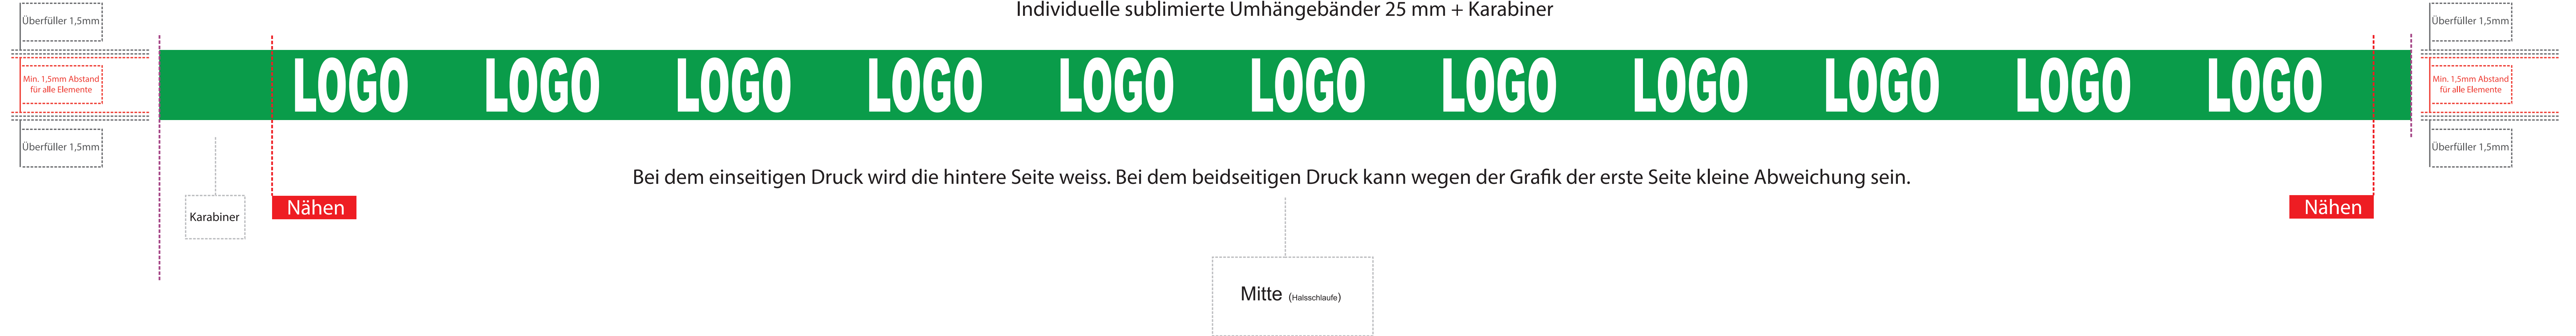 Individuelle sublimierte Umhängebänder 25 mm + Karabiner
Überfüller 1,5mm
Überfüller 1,5mm
Min. 1,5mm Abstand
für alle Elemente
LOGO LOGO LOGO LOGO LOGO LOGO LOGO LOGO LOGO LOGO LOGO
Min. 1,5mm Abstand
für alle Elemente
Überfüller 1,5mm
Überfüller 1,5mm
Bei dem einseitigen Druck wird die hintere Seite weiss. Bei dem beidseitigen Druck kann wegen der Grafik der erste Seite kleine Abweichung sein.
Karabiner
Nähen
Nähen
Mitte (Halsschlaufe)